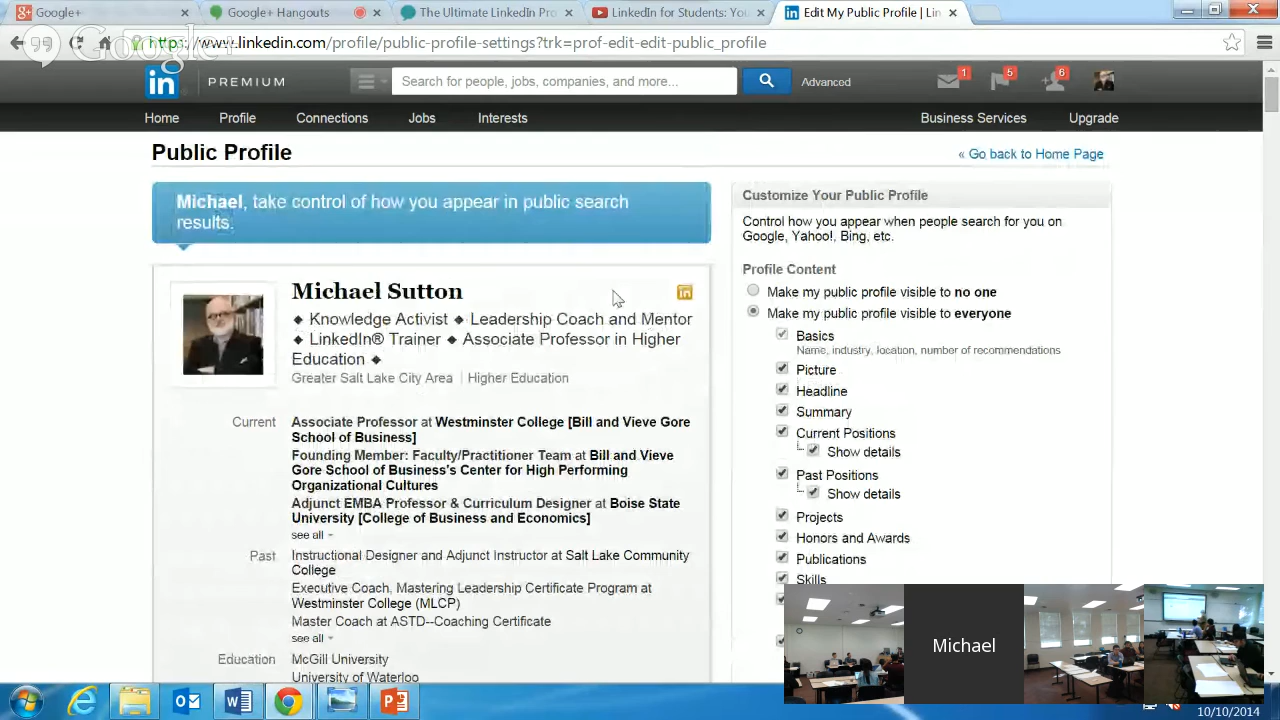 Google+
Google+ Hangouts
The Ultimate LinkedIn Pro
LinkedIn for Students: You
Edit My Public Profile | Lin
https://www.linkedin.com/profile/public-profile-settings?trk=prof-edit-edit-public_profile
Google+
in
PREMIUM
Search for people, jobs, companies, and more...
Advanced
1
5
6
Home
Profile
Connections
Jobs
Interests
Business Services
Upgrade
Public Profile
« Go back to Home Page
Michael, take control of how you appear in public search
results.
Michael Sutton
in
◆ Knowledge Activist ◆ Leadership Coach and Mentor
◆ LinkedIn® Trainer ◆ Associate Professor in Higher
Education ◆
Greater Salt Lake City Area | Higher Education
Current
Associate Professor at Westminster College [Bill and Vieve Gore
School of Business]
Founding Member: Faculty/Practitioner Team at Bill and Vieve
Gore School of Business's Center for High Performing
Organizational Cultures
Adjunct EMBA Professor & Curriculum Designer at Boise State
University [College of Business and Economics]
see all
Past
Instructional Designer and Adjunct Instructor at Salt Lake Community
College
Executive Coach, Mastering Leadership Certificate Program at
Westminster College (MLCP)
Master Coach at ASTD--Coaching Certificate
see all
Education
McGill University
University of Waterloo
Customize Your Public Profile
Control how you appear when people search for you on
Google, Yahoo!, Bing, etc.
Profile Content
Make my public profile visible to no one
Make my public profile visible to everyone
Basics
Name, industry, location, number of recommendations
Picture
Headline
Summary
Current Positions
Show details
Past Positions
Show details
Projects
Honors and Awards
Publications
Skills
Michael
10/10/2014